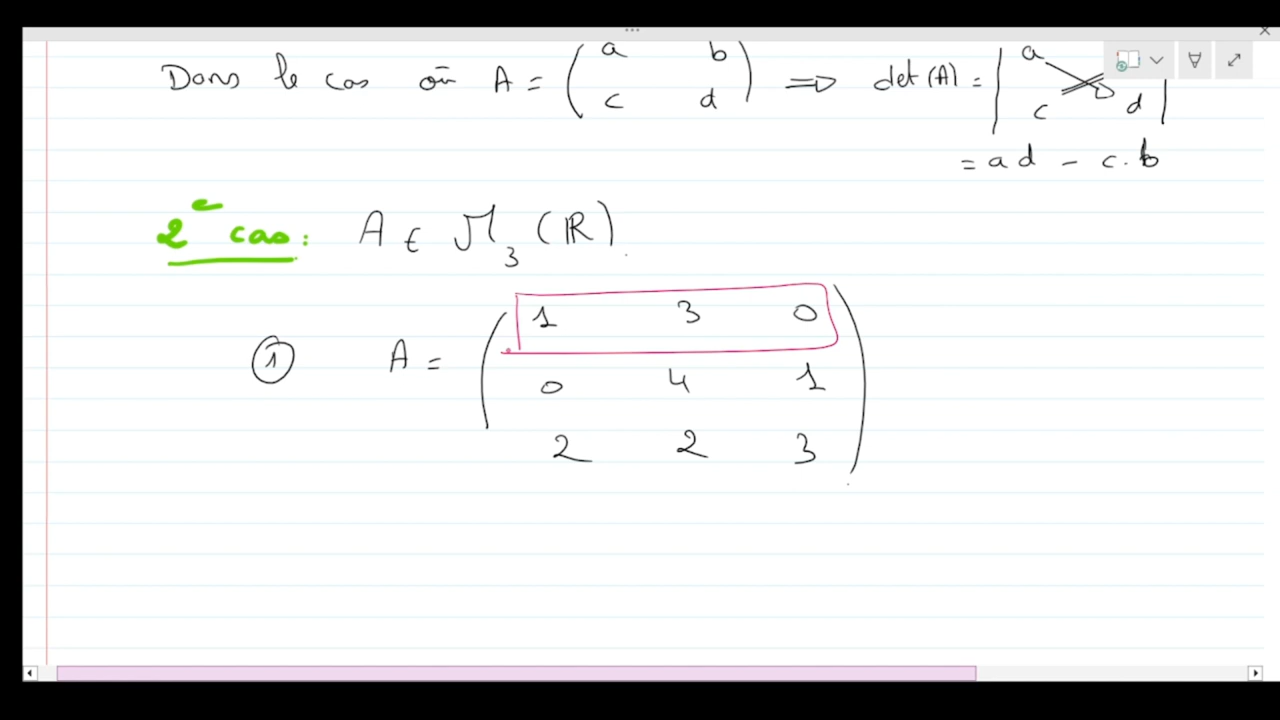 Dans le cas où A = ( a b
c d ) ⇒ det(A) = | a
c d |
= a d - c. b
2e cas: A ∈ M3 (R)
1 3 0
① A =
0 4 1
2 2 3